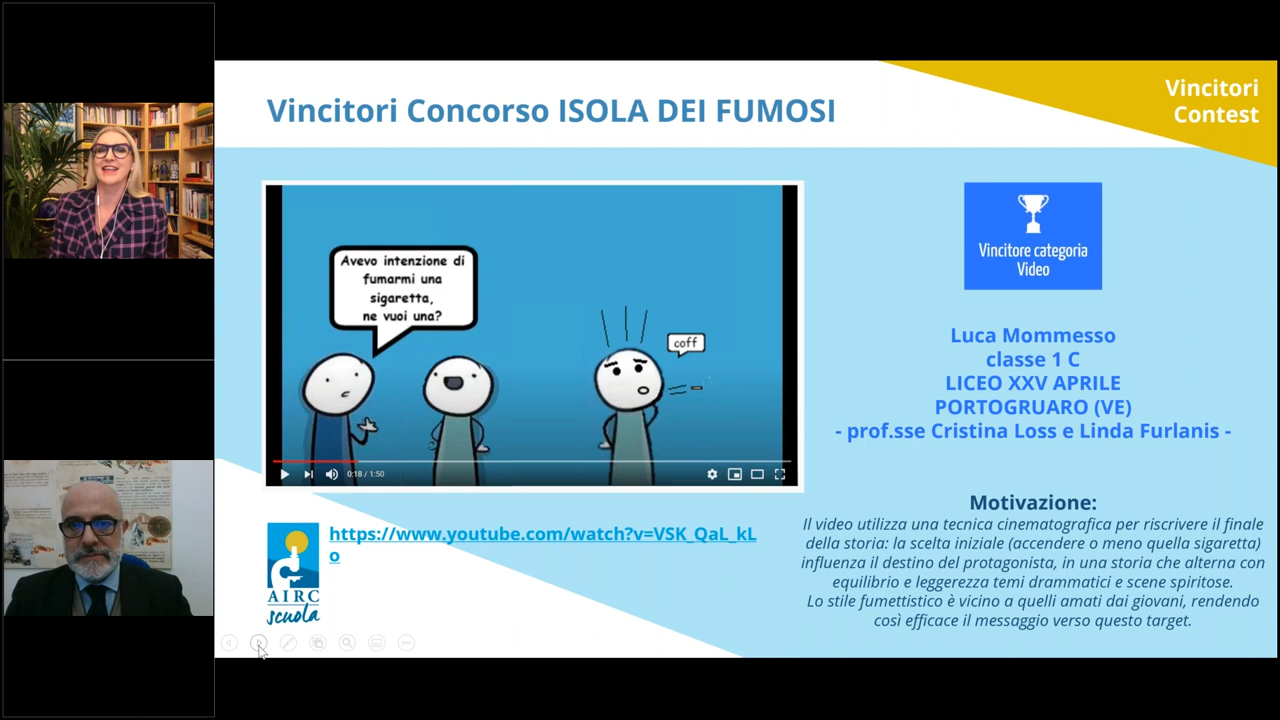 Vincitori Concorso ISOLA DEI FUMOSI
Vincitori
Contest
Avevo intenzione di
fumarmi una
sigaretta,
ne vuoi una?
coff
0:18 / 1:50
Vincitore categoria
Video
Luca Mommesso
classe 1 C
LICEO XXV APRILE
PORTOGRUARO (VE)
- prof.sse Cristina Loss e Linda Furlanis -
Motivazione:
Il video utilizza una tecnica cinematografica per riscrivere il finale
della storia: la scelta iniziale (accendere o meno quella sigaretta)
influenza il destino del protagonista, in una storia che alterna con
equilibrio e leggerezza temi drammatici e scene spiritose.
Lo stile fumettistico è vicino a quelli amati dai giovani, rendendo
così efficace il messaggio verso questo target.
https://www.youtube.com/watch?v=VSK_QaL_kL
o
AIRC
scuola